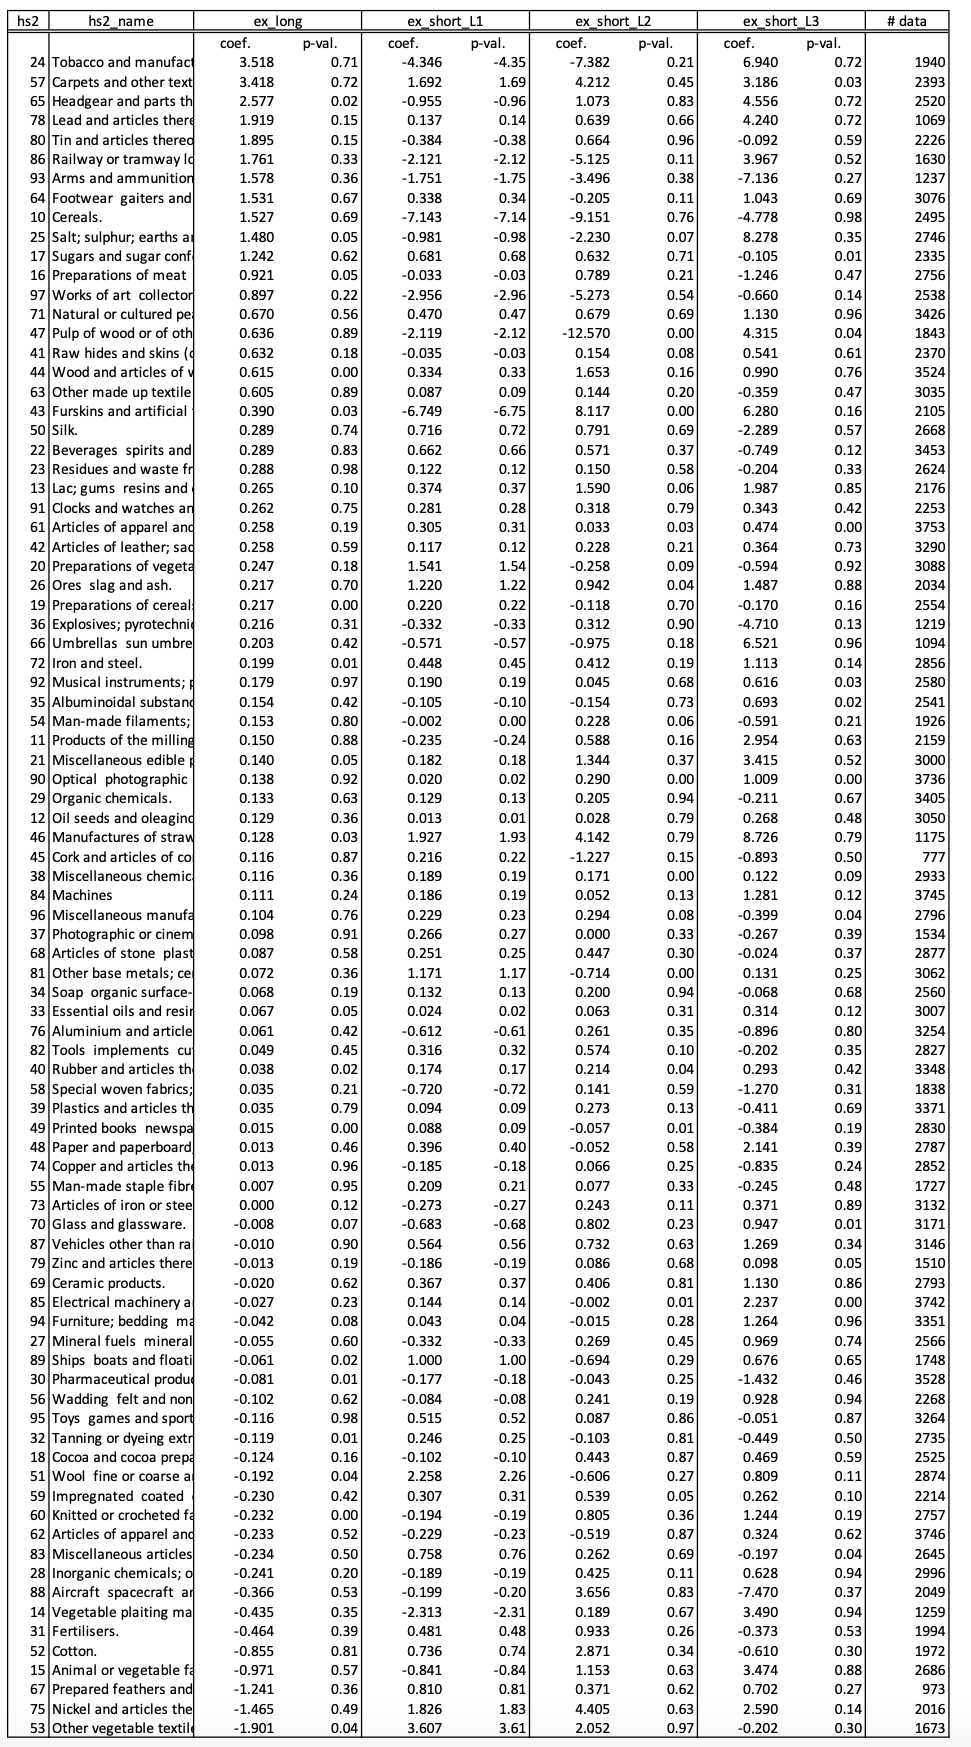 hs2 hs2_name ex_long ex_short_L1 ex_short_L2 ex_short_L3 # data
coef. p-val. coef. p-val. coef. p-val. coef. p-val.
24 Tobacco and manufact 3.518 0.71 -4.346 -4.35 -7.382 0.21 6.940 0.72 1940
57 Carpets and other text 3.418 0.72 1.692 1.69 4.212 0.45 3.186 0.03 2393
65 Headgear and parts th 2.577 0.02 -0.955 -0.96 1.073 0.83 4.556 0.72 2520
78 Lead and articles there 1.919 0.15 0.137 0.14 0.639 0.66 4.240 0.72 1069
80 Tin and articles thereo 1.895 0.15 -0.384 -0.38 0.664 0.96 -0.092 0.59 2226
86 Railway or tramway lo 1.761 0.33 -2.121 -2.12 -5.125 0.11 3.967 0.52 1630
93 Arms and ammunition 1.578 0.36 -1.751 -1.75 -3.496 0.38 -7.136 0.27 1237
64 Footwear gaiters and 1.531 0.67 0.338 0.34 -0.205 0.11 1.043 0.69 3076
10 Cereals. 1.527 0.69 -7.143 -7.14 -9.151 0.76 -4.778 0.98 2495
25 Salt; sulphur; earths a 1.480 0.05 -0.981 -0.98 -2.230 0.07 8.278 0.35 2746
17 Sugars and sugar conf 1.242 0.62 0.681 0.68 0.632 0.71 -0.105 0.01 2335
16 Preparations of meat 0.921 0.05 -0.033 -0.03 0.789 0.21 -1.246 0.47 2756
97 Works of art collector 0.897 0.22 -2.956 -2.96 -5.273 0.54 -0.660 0.14 2538
71 Natural or cultured pe 0.670 0.56 0.470 0.47 0.679 0.69 1.130 0.96 3426
47 Pulp of wood or of oth 0.636 0.89 -2.119 -2.12 -12.570 0.00 4.315 0.04 1843
41 Raw hides and skins (o 0.632 0.18 -0.035 -0.03 0.154 0.08 0.541 0.61 2370
44 Wood and articles of w 0.615 0.00 0.334 0.33 1.653 0.16 0.990 0.76 3524
63 Other made up textile 0.605 0.89 0.087 0.09 0.144 0.20 -0.359 0.47 3035
43 Furskins and artificial 0.390 0.03 -6.749 -6.75 8.117 0.00 6.280 0.16 2105
50 Silk. 0.289 0.74 0.716 0.72 0.791 0.69 -2.289 0.57 2668
22 Beverages spirits and 0.289 0.83 0.662 0.66 0.571 0.37 -0.749 0.12 3453
23 Residues and waste fr 0.288 0.98 0.122 0.12 0.150 0.58 -0.204 0.33 2624
13 Lac; gums resins and 0.265 0.10 0.374 0.37 1.590 0.06 1.987 0.85 2176
91 Clocks and watches an 0.262 0.75 0.281 0.28 0.318 0.79 0.343 0.42 2253
61 Articles of apparel and 0.258 0.19 0.305 0.31 0.033 0.03 0.474 0.00 3753
42 Articles of leather; sad 0.258 0.59 0.117 0.12 0.228 0.21 0.364 0.73 3290
20 Preparations of vegeta 0.247 0.18 1.541 1.54 -0.258 0.09 -0.594 0.92 3088
26 Ores slag and ash. 0.217 0.70 1.220 1.22 0.942 0.04 1.487 0.88 2034
19 Preparations of cereal 0.217 0.00 0.220 0.22 -0.118 0.70 -0.170 0.16 2554
36 Explosives; pyrotechni 0.216 0.31 -0.332 -0.33 0.312 0.90 -4.710 0.13 1219
66 Umbrellas sun umbre 0.203 0.42 -0.571 -0.57 -0.975 0.18 6.521 0.96 1094
72 Iron and steel. 0.199 0.01 0.448 0.45 0.412 0.19 1.113 0.14 2856
92 Musical instruments; p 0.179 0.97 0.190 0.19 0.045 0.68 0.616 0.03 2580
35 Albuminoidal substanc 0.154 0.42 -0.105 -0.10 -0.154 0.73 0.693 0.02 2541
54 Man-made filaments; 0.153 0.80 -0.002 0.00 0.228 0.06 -0.591 0.21 1926
11 Products of the milling 0.150 0.88 -0.235 -0.24 0.588 0.16 2.954 0.63 2159
21 Miscellaneous edible p 0.140 0.05 0.182 0.18 1.344 0.37 3.415 0.52 3000
90 Optical photographic 0.138 0.92 0.020 0.02 0.290 0.00 1.009 0.00 3736
29 Organic chemicals. 0.133 0.63 0.129 0.13 0.205 0.94 -0.211 0.67 3405
12 Oil seeds and oleagino 0.129 0.36 0.013 0.01 0.028 0.79 0.268 0.48 3050
46 Manufactures of straw 0.128 0.03 1.927 1.93 4.142 0.79 8.726 0.79 1175
45 Cork and articles of co 0.116 0.87 0.216 0.22 -1.227 0.15 -0.893 0.50 777
38 Miscellaneous chemic 0.116 0.36 0.189 0.19 0.171 0.00 0.122 0.09 2933
84 Machines 0.111 0.24 0.186 0.19 0.052 0.13 1.281 0.12 3745
96 Miscellaneous manufa 0.104 0.76 0.229 0.23 0.294 0.08 -0.399 0.04 2796
37 Photographic or cinem 0.098 0.91 0.266 0.27 0.000 0.33 -0.267 0.39 1534
68 Articles of stone plast 0.087 0.58 0.251 0.25 0.447 0.30 -0.024 0.37 2877
81 Other base metals; ce 0.072 0.36 1.171 1.17 -0.714 0.00 0.131 0.25 3062
34 Soap organic surface- 0.068 0.19 0.132 0.13 0.200 0.94 -0.068 0.68 2560
33 Essential oils and resin 0.067 0.05 0.024 0.02 0.063 0.31 0.314 0.12 3007
76 Aluminium and article 0.061 0.42 -0.612 -0.61 0.261 0.35 -0.896 0.80 3254
82 Tools implements cu 0.049 0.45 0.316 0.32 0.574 0.10 -0.202 0.35 2827
40 Rubber and articles th 0.038 0.02 0.174 0.17 0.214 0.04 0.293 0.42 3348
58 Special woven fabrics; 0.035 0.21 -0.720 -0.72 0.141 0.59 -1.270 0.31 1838
39 Plastics and articles th 0.035 0.79 0.094 0.09 0.273 0.13 -0.411 0.69 3371
49 Printed books newspa 0.015 0.00 0.088 0.09 -0.057 0.01 -0.384 0.19 2830
48 Paper and paperboard 0.013 0.46 0.396 0.40 -0.052 0.58 2.141 0.39 2787
74 Copper and articles the 0.013 0.96 -0.185 -0.18 0.066 0.25 -0.835 0.24 2852
55 Man-made staple fibre 0.007 0.95 0.209 0.21 0.077 0.33 -0.245 0.48 1727
73 Articles of iron or stee 0.000 0.12 -0.273 -0.27 0.243 0.11 0.371 0.89 3132
70 Glass and glassware. -0.008 0.07 -0.683 -0.68 0.802 0.23 0.947 0.01 3171
87 Vehicles other than rai -0.010 0.90 0.564 0.56 0.732 0.63 1.269 0.34 3146
79 Zinc and articles there -0.013 0.19 -0.186 -0.19 0.086 0.68 0.098 0.05 1510
69 Ceramic products. -0.020 0.62 0.367 0.37 0.406 0.81 1.130 0.86 2793
85 Electrical machinery a -0.027 0.23 0.144 0.14 -0.002 0.01 2.237 0.00 3742
94 Furniture; bedding ma -0.042 0.08 0.043 0.04 -0.015 0.28 1.264 0.96 3351
27 Mineral fuels mineral -0.055 0.60 -0.332 -0.33 0.269 0.45 0.969 0.74 2566
89 Ships boats and floati -0.061 0.02 1.000 1.00 -0.694 0.29 0.676 0.65 1748
30 Pharmaceutical produ -0.081 0.01 -0.177 -0.18 -0.043 0.25 -1.432 0.46 3528
56 Wadding felt and non -0.102 0.62 -0.084 -0.08 0.241 0.19 0.928 0.94 2268
95 Toys games and sport -0.116 0.98 0.515 0.52 0.087 0.86 -0.051 0.87 3264
32 Tanning or dyeing extr -0.119 0.01 0.246 0.25 -0.103 0.81 -0.449 0.50 2735
18 Cocoa and cocoa prepa -0.124 0.16 -0.102 -0.10 0.443 0.87 0.469 0.59 2525
51 Wool fine or coarse a -0.192 0.04 2.258 2.26 -0.606 0.27 0.809 0.11 2874
59 Impregnated coated -0.230 0.42 0.307 0.31 0.539 0.05 0.262 0.10 2214
60 Knitted or crocheted fa -0.232 0.00 -0.194 -0.19 0.805 0.36 1.244 0.19 2757
62 Articles of apparel and -0.233 0.52 -0.229 -0.23 -0.519 0.87 0.324 0.62 3746
83 Miscellaneous articles -0.234 0.50 0.758 0.76 0.262 0.69 -0.197 0.04 2645
28 Inorganic chemicals; o -0.241 0.20 -0.189 -0.19 0.425 0.11 0.628 0.94 2996
88 Aircraft spacecraft an -0.366 0.53 -0.199 -0.20 3.656 0.83 -7.470 0.37 2049
14 Vegetable plaiting ma -0.435 0.35 -2.313 -2.31 0.189 0.67 3.490 0.94 1259
31 Fertilisers. -0.464 0.39 0.481 0.48 0.933 0.26 -0.373 0.53 1994
52 Cotton. -0.855 0.81 0.736 0.74 2.871 0.34 -0.610 0.30 1972
15 Animal or vegetable fa -0.971 0.57 -0.841 -0.84 1.153 0.63 3.474 0.88 2686
67 Prepared feathers and -1.241 0.36 0.810 0.81 0.371 0.62 0.702 0.27 973
75 Nickel and articles the -1.465 0.49 1.826 1.83 4.405 0.63 2.590 0.14 2016
53 Other vegetable textile -1.901 0.04 3.607 3.61 2.052 0.97 -0.202 0.30 1673